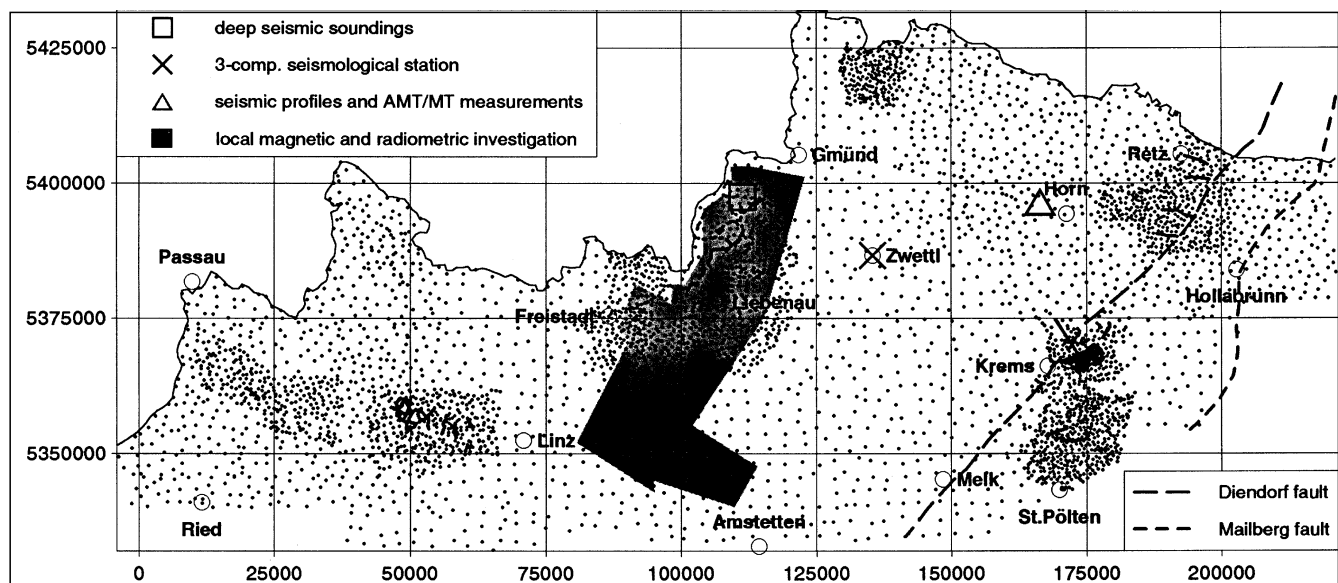 deep seismic soundings
3-comp. seismological station
seismic profiles and AMT/MT measurements
local magnetic and radiometric investigation
5425000
5400000
5375000
5350000
Gmünd
Retz
Horn
Passau
Zwettl
Hollabrunn
Liebenau
Freistadt
Krems
Linz
Melk
Ried
Amstetten
St.Pölten
Diendorf fault
Mailberg fault
0
25000
50000
75000
100000
125000
150000
175000
200000